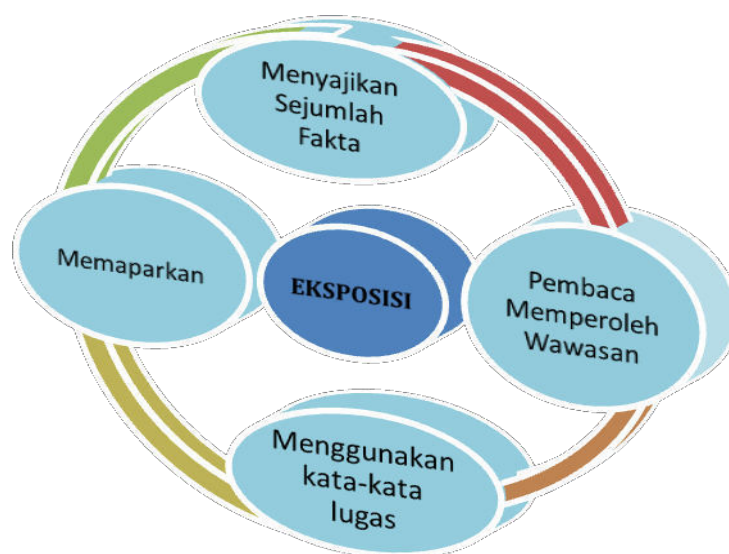 Menyajikan
Sejumlah
Fakta
Memaparkan
EKSPOSISI
Pembaca
Memperoleh
Wawasan
Menggunakan
kata-kata
lugas